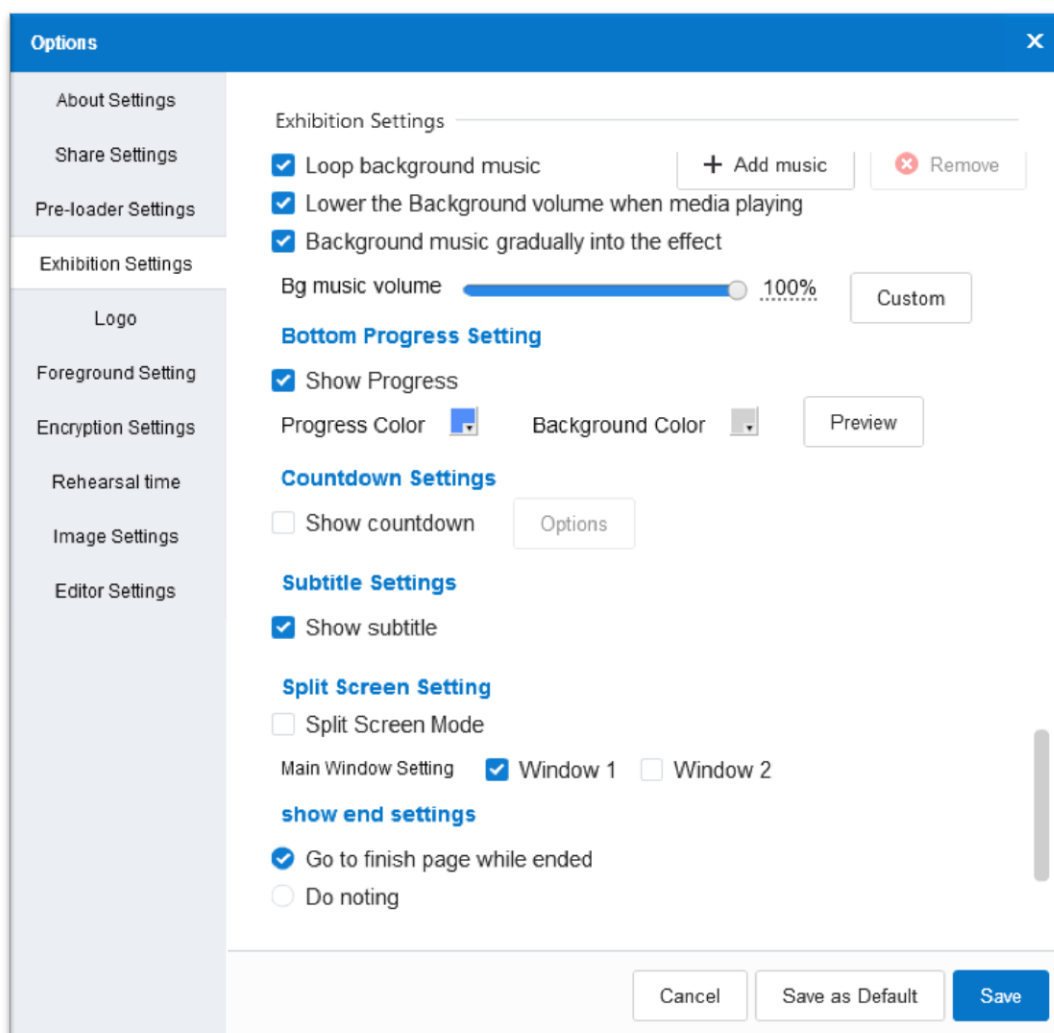 Options
About Settings
Share Settings
Pre-loader Settings
Exhibition Settings
Logo
Foreground Setting
Encryption Settings
Rehearsal time
Image Settings
Editor Settings
Exhibition Settings
Loop background music + Add music Remove
Lower the Background volume when media playing
Background music gradually into the effect
Bg music volume 100% Custom
Bottom Progress Setting
Show Progress
Progress Color Background Color Preview
Countdown Settings
Show countdown Options
Subtitle Settings
Show subtitle
Split Screen Setting
Split Screen Mode
Main Window Setting Window 1 Window 2
show end settings
Go to finish page while ended
Do noting
Cancel Save as Default Save